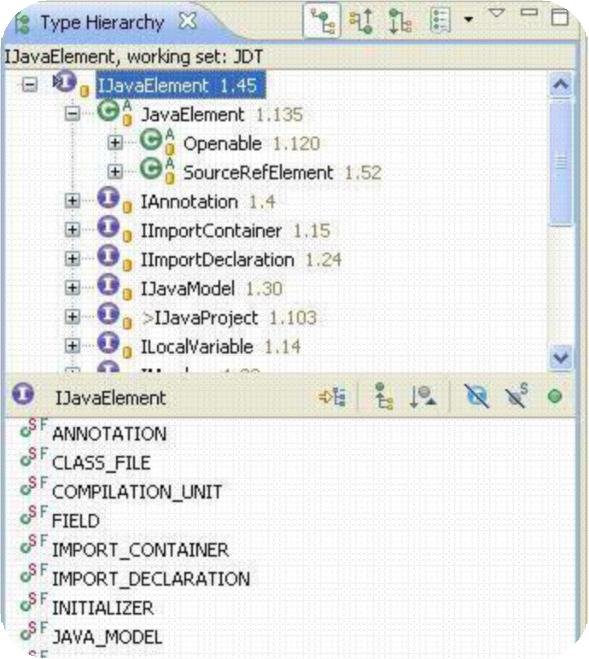 Type Hierarchy
IJavaElement, working set: JDT
IJavaElement 1.45
JavaElement 1.135
Openable 1.120
SourceRefElement 1.52
IAnnotation 1.4
IImportContainer 1.15
IImportDeclaration 1.24
IJavaModel 1.30
>IJavaProject 1.103
ILocalVariable 1.14
IJavaElement
S F ANNOTATION
S F CLASS_FILE
S F COMPILATION_UNIT
S F FIELD
S F IMPORT_CONTAINER
S F IMPORT_DECLARATION
S F INITIALIZER
S F JAVA_MODEL